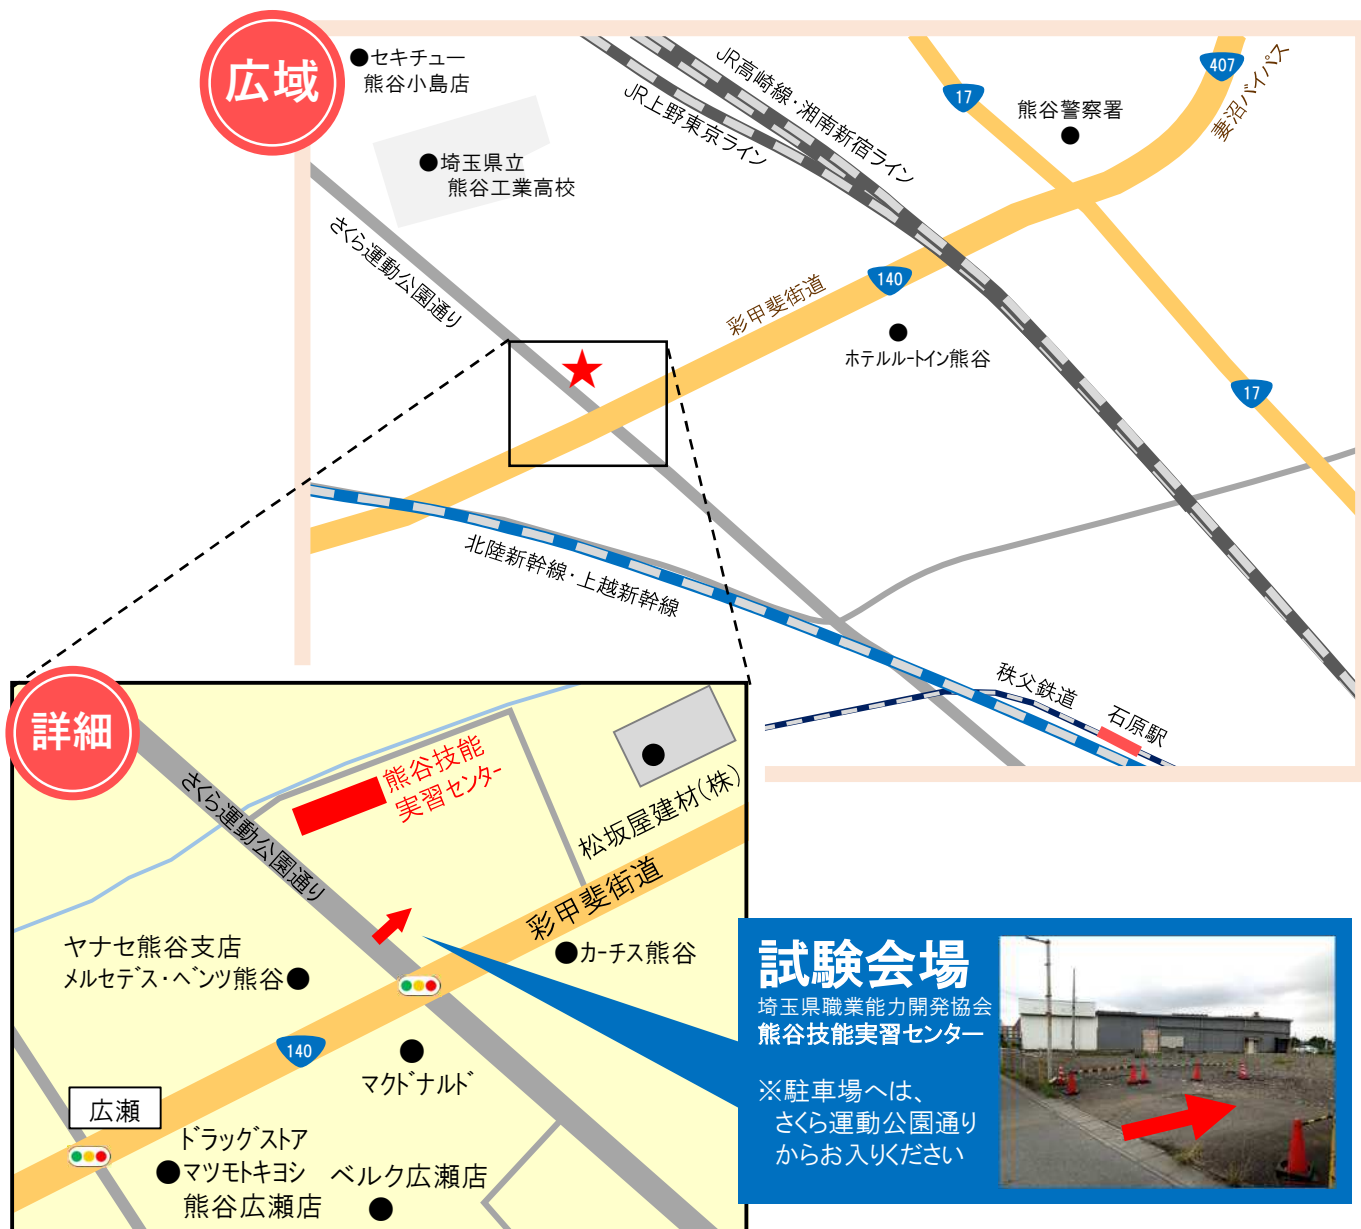 広域
セキチュー
熊谷小島店
埼玉県立
熊谷工業高校
さくら運動公園通り
JR高崎線・湘南新宿ライン
JR上野東京ライン
17
熊谷警察署
407
妻沼バイパス
140
彩甲斐街道
ホテルルートイン熊谷
17
北陸新幹線・上越新幹線
秩父鉄道
石原駅
詳細
さくら運動公園通り
熊谷技能
実習センター
松坂屋建材(株)
彩甲斐街道
カーチス熊谷
ヤナセ熊谷支店
メルセデス・ベンツ熊谷
140
マクドナルド
広瀬
ドラッグストア
マツモトキヨシ
熊谷広瀬店
ベルク広瀬店
試験会場
埼玉県職業能力開発協会
熊谷技能実習センター
※駐車場へは、
さくら運動公園通り
からお入りください